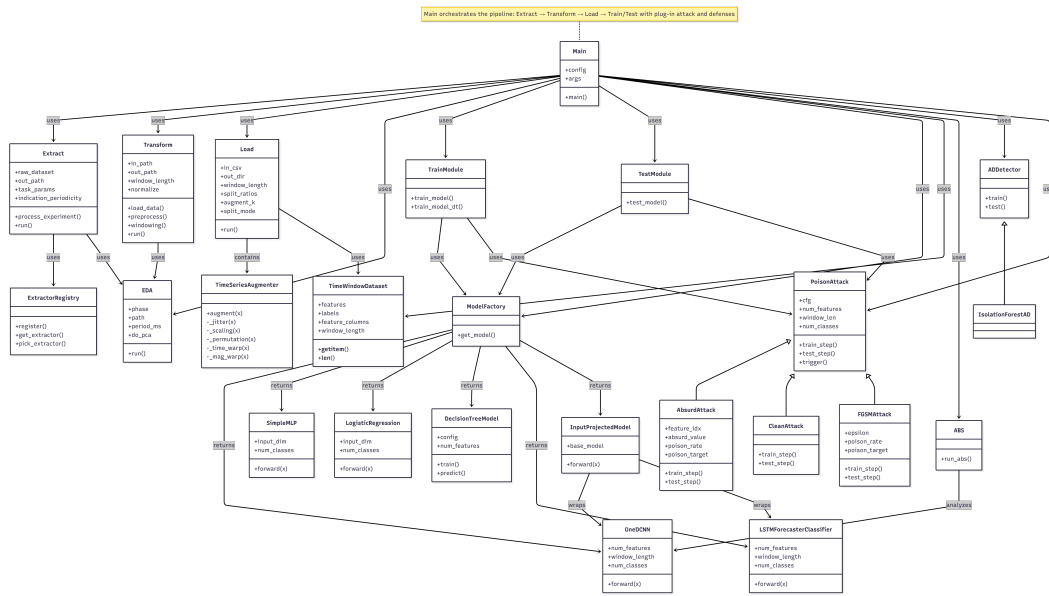 Main orchestrates the pipeline: Extract → Transform → Load → Train/Test with plug-in attack and defenses
Main
+config
+args
+main()
uses
uses
uses
uses
uses
uses
uses
uses
uses
uses
uses
Extract
+raw_dataset
+out_path
+task_params
+indication_periodicity
+process_experiment()
+run()
Transform
+in_path
+out_path
+window_length
+normalize
+load_data()
+preprocess()
+windowing()
+run()
Load
+in_csv
+out_dir
+window_length
+split_ratios
+augment_k
+split_mode
+run()
TrainModule
+train_model()
+train_model_dt()
TestModule
+test_model()
ADDetector
+train()
+test()
uses
uses
uses
contains
uses
uses
uses
uses
uses
ExtractorRegistry
+register()
+get_extractor()
+pick_extractor()
EDA
+phase
+path
+period_ms
+do_pca
+run()
TimeSeriesAugmenter
+augment(x)
-_jitter(x)
-_scaling(x)
-_permutation(x)
-_time_warp(x)
-_mag_warp(x)
TimeWindowDataset
+features
+labels
+feature_columns
+window_length
+getitem()
+len()
ModelFactory
+get_model()
PoisonAttack
+cfg
+num_features
+window_len
+num_classes
+train_step()
+test_step()
+trigger()
IsolationForestAD
returns
returns
returns
returns
returns
returns
SimpleMLP
+input_dim
+num_classes
+forward(x)
LogisticRegression
+input_dim
+num_classes
+forward(x)
DecisionTreeModel
+config
+num_features
+train()
+predict()
InputProjectedModel
+base_model
+forward(x)
AbsurdAttack
+feature_idx
+absurd_value
+poison_rate
+poison_target
+train_step()
+test_step()
CleanAttack
+train_step()
+test_step()
FGSMAttack
+epsilon
+poison_rate
+poison_target
+train_step()
+test_step()
ABS
+run_abs()
wraps
wraps
analyzes
OneDCNN
+num_features
+window_length
+num_classes
+forward(x)
LSTMForecasterClassifier
+num_features
+window_length
+num_classes
+forward(x)